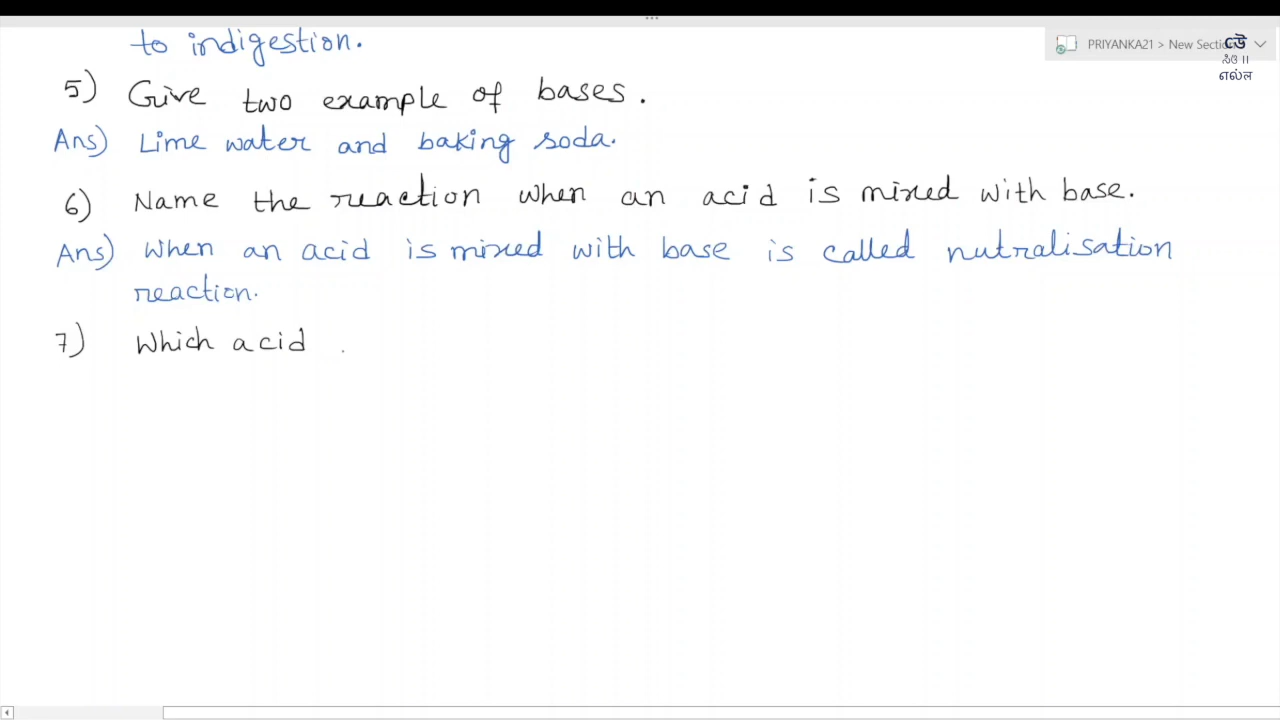 to indigestion.
PRIYANKA21 > New Section
5) Give two example of bases.
Ans) Lime water and baking soda.
6) Name the reaction when an acid is mixed with base.
Ans) When an acid is mixed with base is called nutralisation
reaction.
7) Which acid